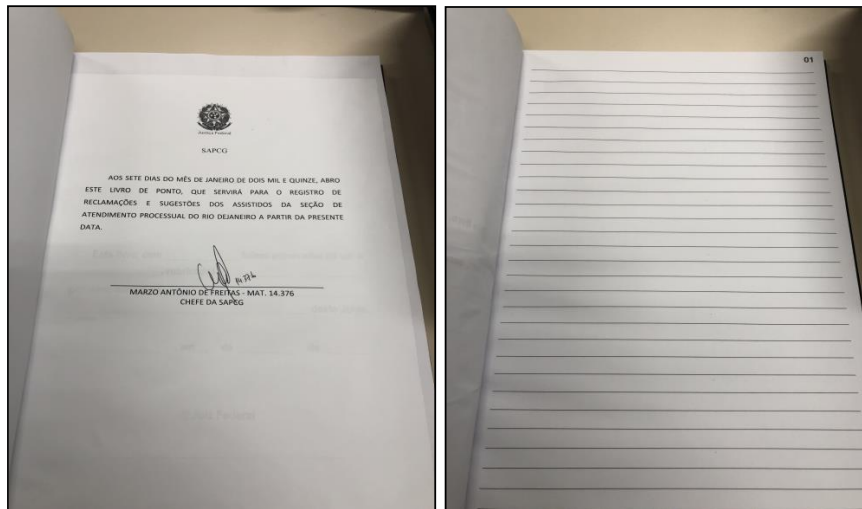 SAPCG
AOS SETE DIAS DO MÊS DE JANEIRO DE DOIS MIL E QUINZE, ABRO
ESTE LIVRO DE PONTO, QUE SERVIRÁ PARA O REGISTRO DE
RECLAMAÇÕES E SUGESTÕES DOS ASSISTIDOS DA SEÇÃO DE
ATENDIMENTO PROCESSUAL DO RIO DEJANEIRO A PARTIR DA PRESENTE
DATA.
14.376
MARZO ANTÔNIO DE FREITAS - MAT. 14.376
CHEFE DA SAPCG
01